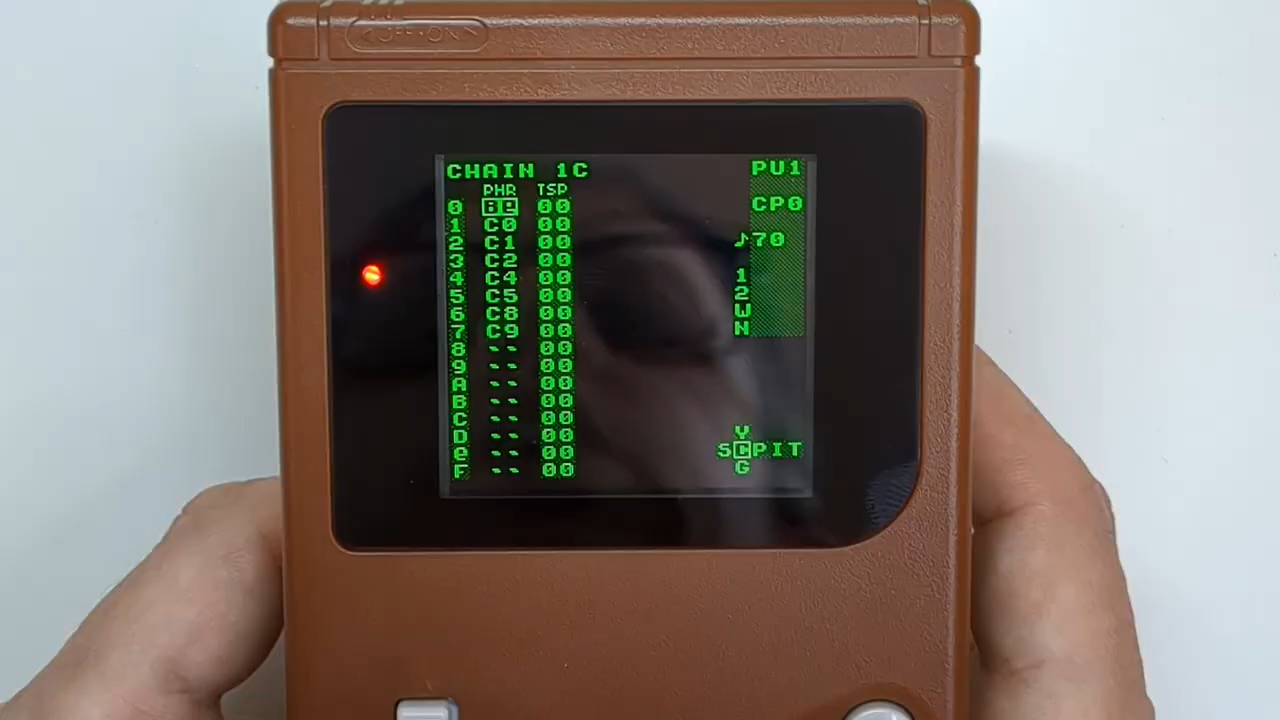 <OFF•ON>
CHAIN 1C
PU1
PHR TSP
0 00
CP0
1 C0 00
2 C1 00
♪70
3 C2 00
4 C4 00
1
5 C5 00
2
6 C8 00
W
7 C9 00
N
8 -- 00
9 -- 00
A -- 00
B -- 00
C -- 00
D -- 00
Y
e -- 00
SCPIT
F -- 00
G